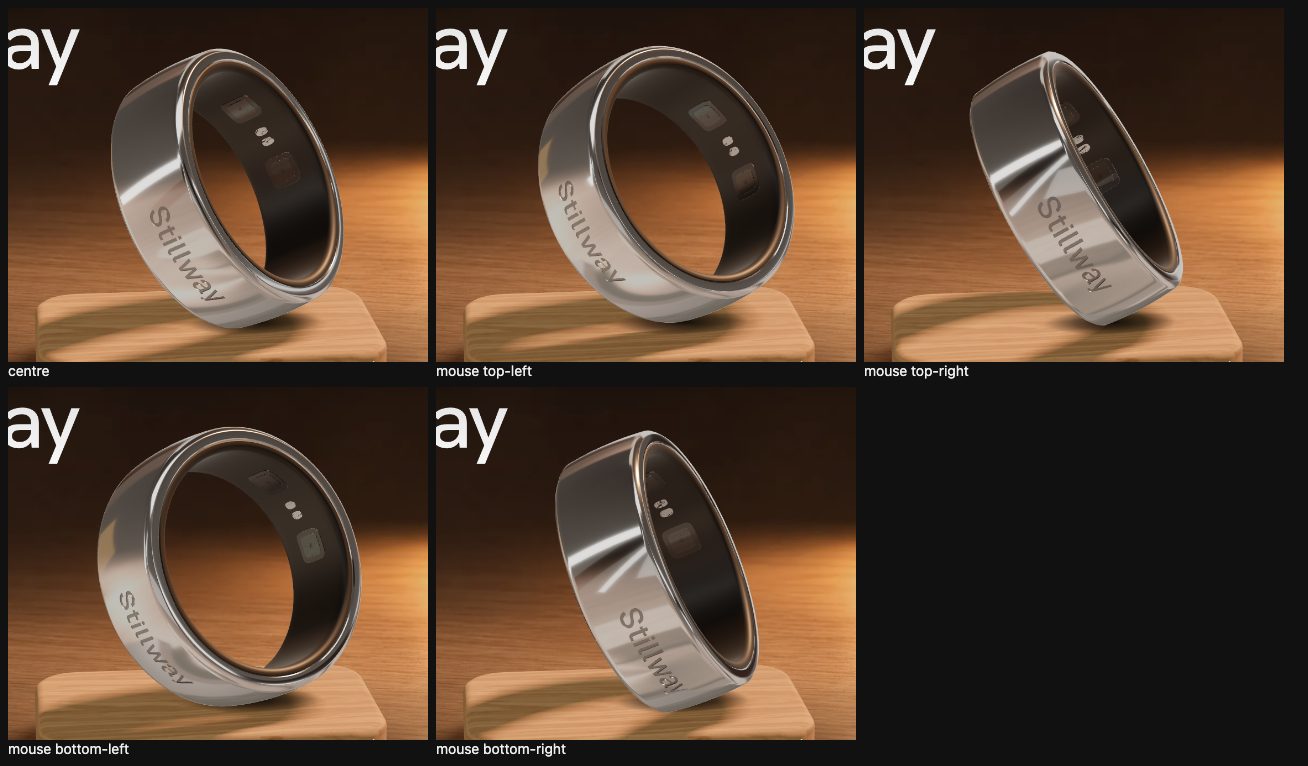 ay
Stillway
centre
ay
Stillway
mouse top-left
ay
Stillway
mouse top-right
ay
Stillway
mouse bottom-left
ay
Stillway
mouse bottom-right